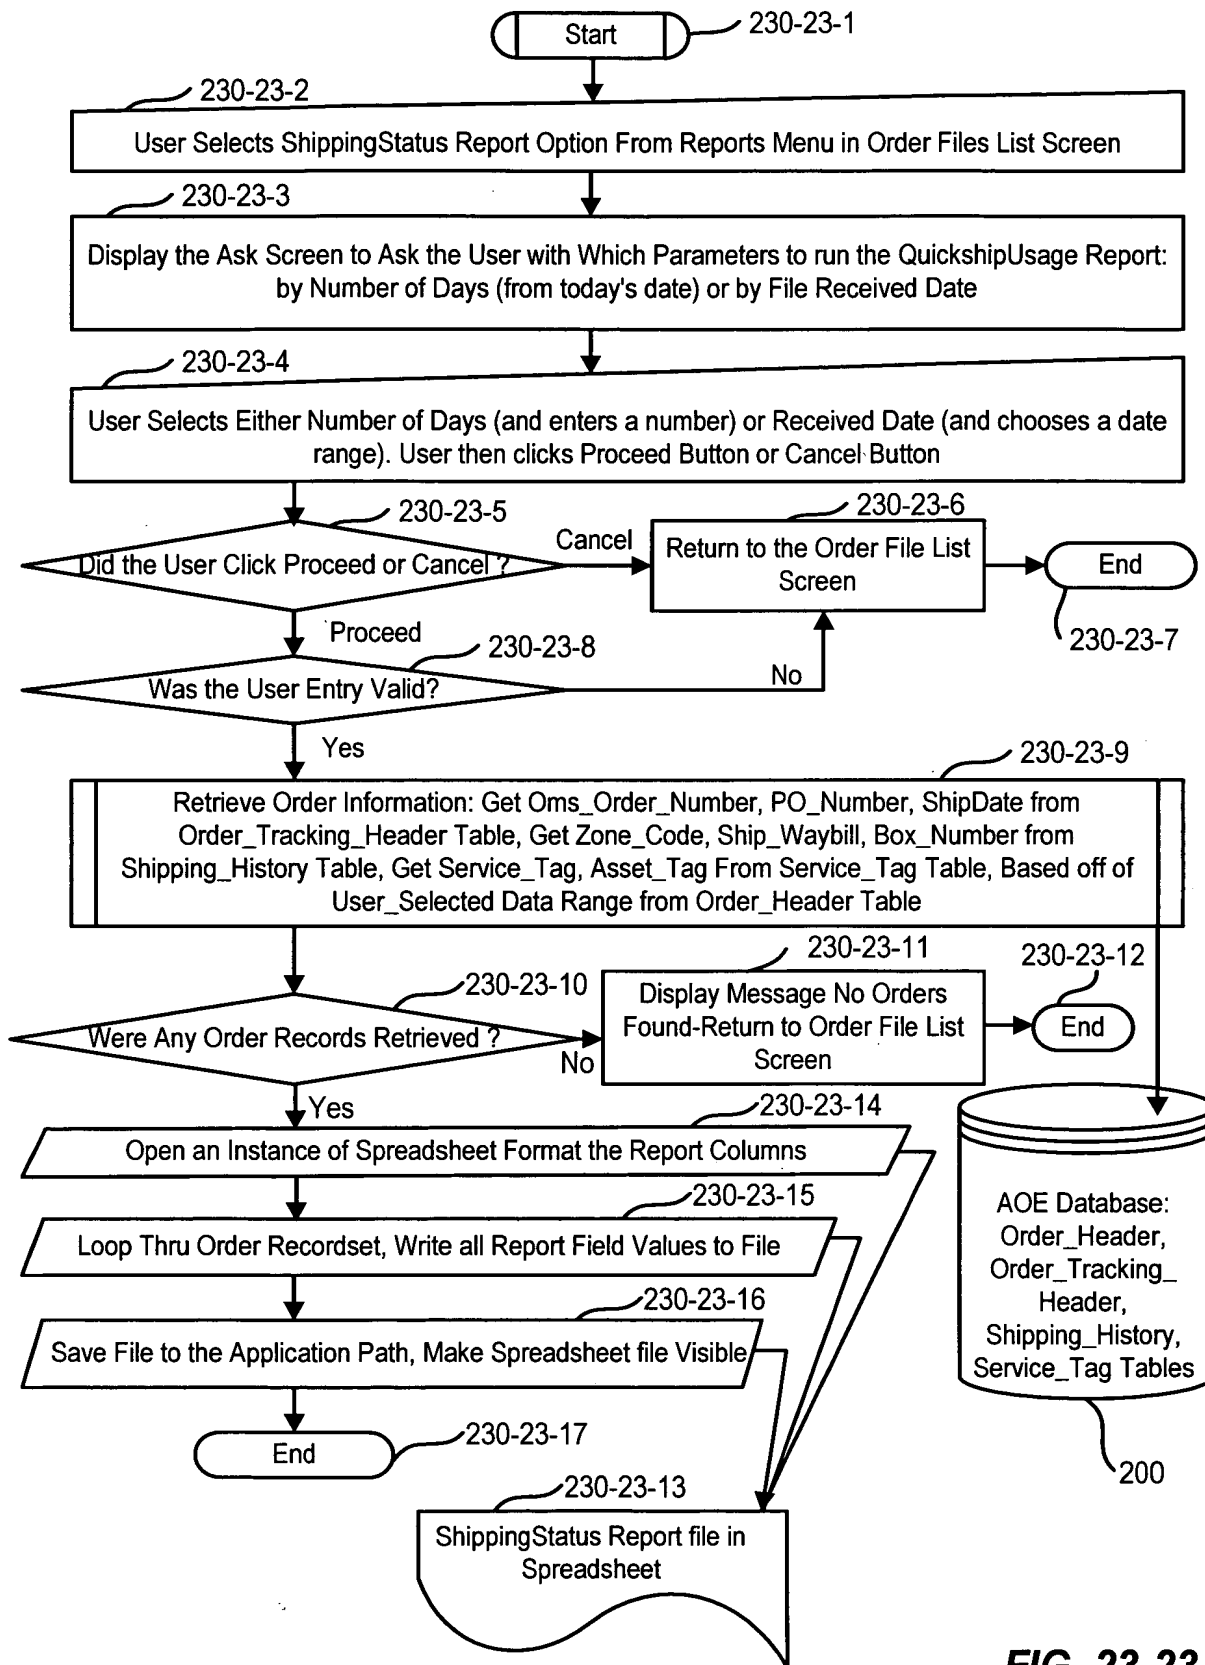 Start
230-23-1
230-23-2
User Selects ShippingStatus Report Option From Reports Menu in Order Files List Screen
230-23-3
Display the Ask Screen to Ask the User with Which Parameters to run the QuickshipUsage Report:
by Number of Days (from today's date) or by File Received Date
230-23-4
User Selects Either Number of Days (and enters a number) or Received Date (and chooses a date
range). User then clicks Proceed Button or Cancel Button
230-23-5
Did the User Click Proceed or Cancel ?
Cancel
230-23-6
Return to the Order File List
Screen
End
230-23-7
Proceed
230-23-8
Was the User Entry Valid?
No
Yes
230-23-9
Retrieve Order Information: Get Oms_Order_Number, PO_Number, ShipDate from
Order_Tracking_Header Table, Get Zone_Code, Ship_Waybill, Box_Number from
Shipping_History Table, Get Service_Tag, Asset_Tag From Service_Tag Table, Based off of
User_Selected Data Range from Order_Header Table
230-23-10
Were Any Order Records Retrieved ?
No
230-23-11
Display Message No Orders
Found-Return to Order File List
Screen
230-23-12
End
Yes
230-23-14
Open an Instance of Spreadsheet Format the Report Columns
230-23-15
Loop Thru Order Recordset, Write all Report Field Values to File
230-23-16
Save File to the Application Path, Make Spreadsheet file Visible
End
230-23-17
AOE Database:
Order_Header,
Order_Tracking_
Header,
Shipping_History,
Service_Tag Tables
200
230-23-13
ShippingStatus Report file in
Spreadsheet
FIG. 23-23